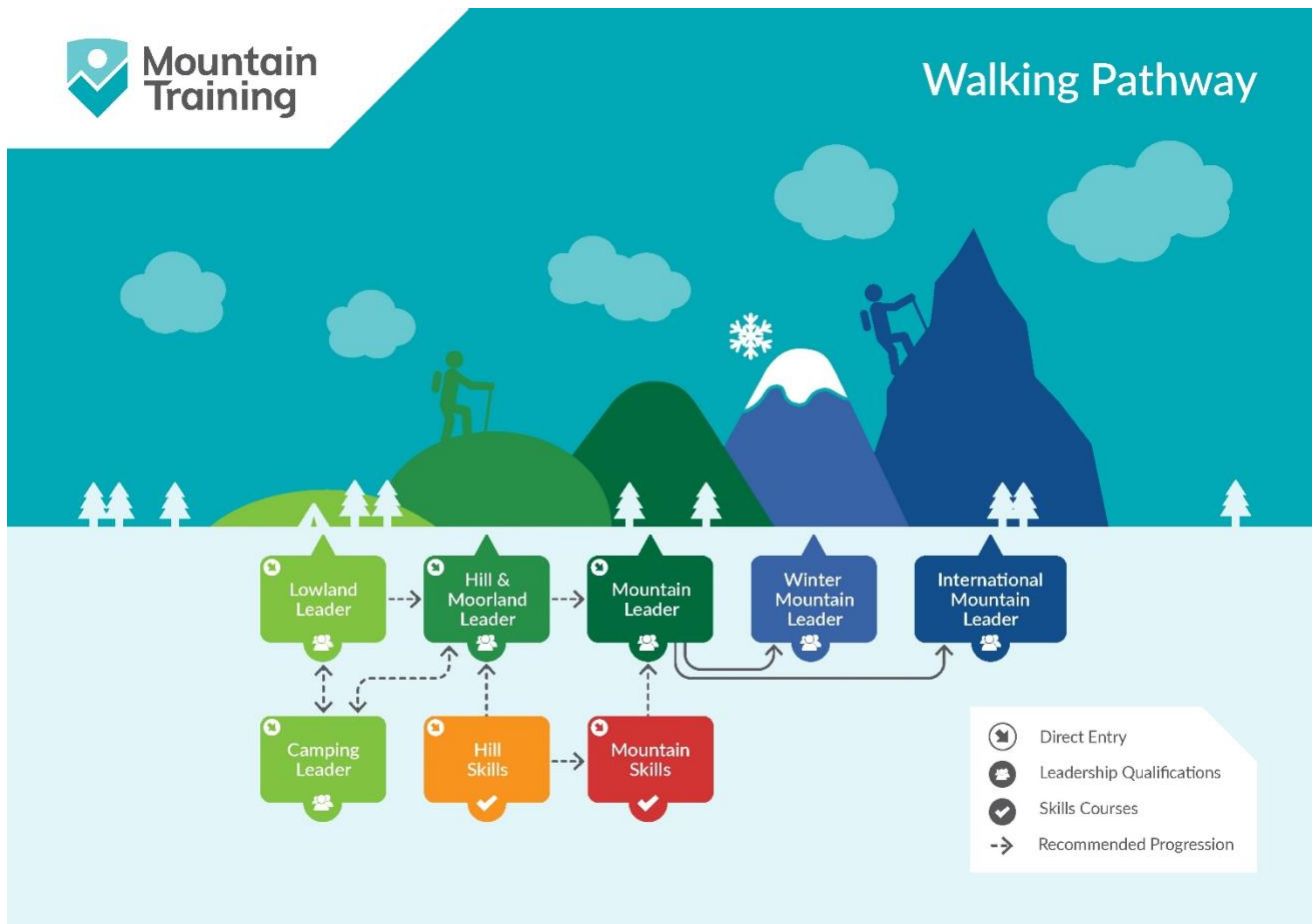 Mountain
Training
Walking Pathway
Lowland
Leader
Hill &
Moorland
Leader
Mountain
Leader
Winter
Mountain
Leader
International
Mountain
Leader
Camping
Leader
Hill
Skills
Mountain
Skills
Direct Entry
Leadership Qualifications
Skills Courses
Recommended Progression